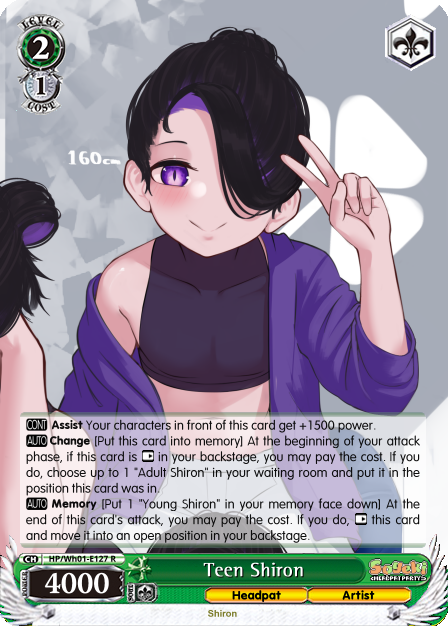 LEVEL
2
1
COST
160cm
CONT Assist Your characters in front of this card get +1500 power.
AUTO Change [Put this card into memory] At the beginning of your attack
phase, if this card is in your backstage, you may pay the cost. If you
do, choose up to 1 "Adult Shiron" in your waiting room and put it in the
position this card was in.
AUTO Memory [Put 1 "Young Shiron" in your memory face down] At the
end of this card's attack, you may pay the cost. If you do, this card
and move it into an open position in your backstage.
CH HP/Wh01-E127 R
POWER 4000 SOUL
Teen Shiron
Headpat Artist
Soyoki
HEADPAT PARTY
Shiron